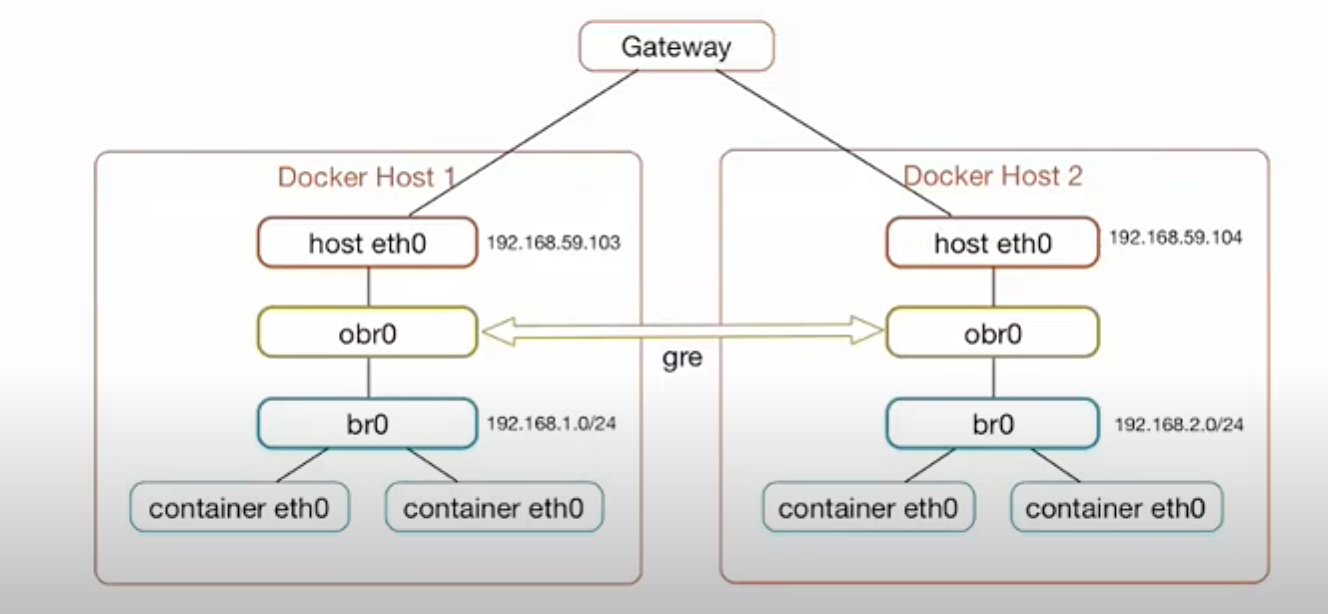 Gateway
Docker Host 1
Docker Host 2
host eth0
192.168.59.103
host eth0
192.168.59.104
obr0
gre
obr0
br0
192.168.1.0/24
br0
192.168.2.0/24
container eth0
container eth0
container eth0
container eth0